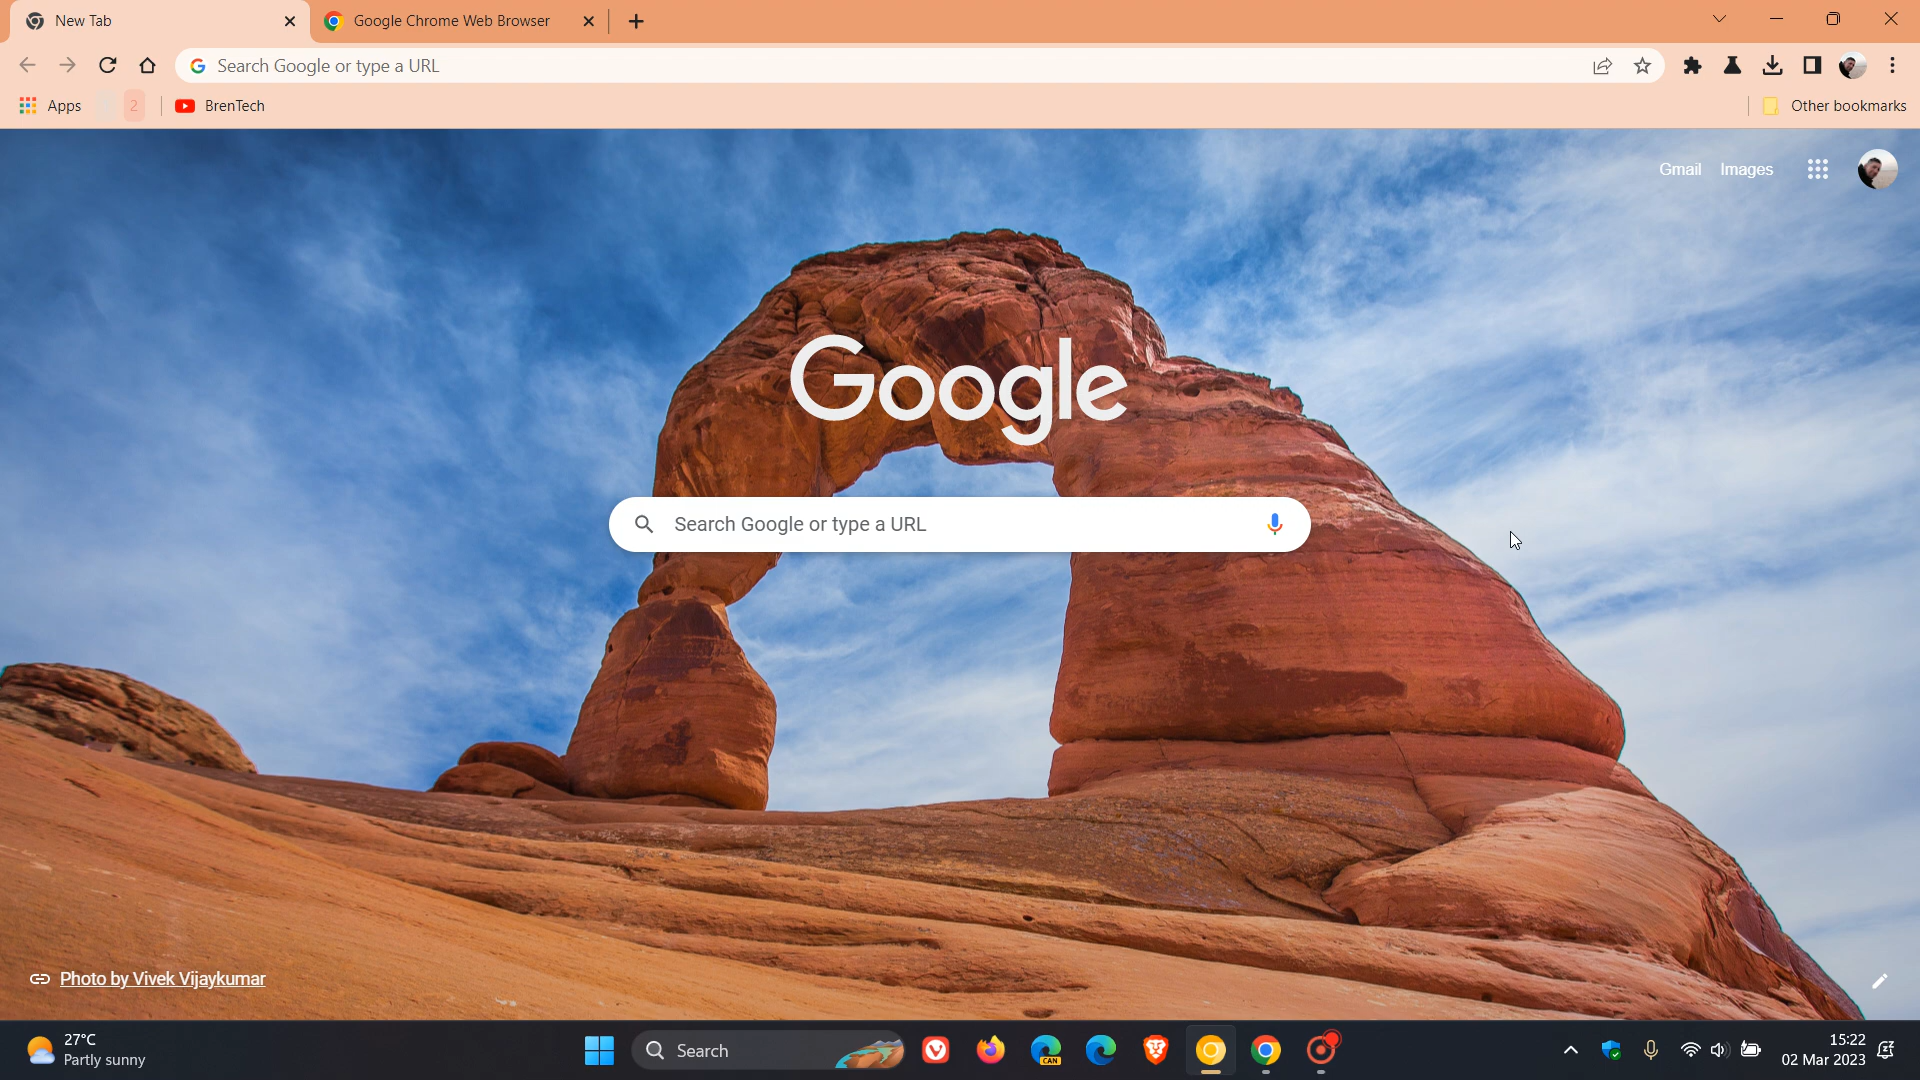 New Tab
Google Chrome Web Browser
Search Google or type a URL
Apps
2
BrenTech
Other bookmarks
Gmail Images
Google
Search Google or type a URL
Photo by Vivek Vijaykumar
27°C
Partly sunny
Search
CAN
15:22
02 Mar 2023